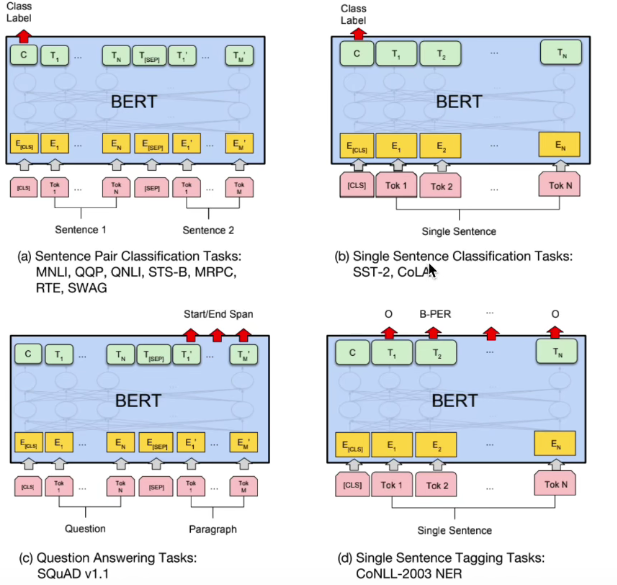 Class
Label
C T1 ... TN T[SEP] T1' ... TM'
BERT
E[CLS] E1 ... EN E[SEP] E1' ... EM'
[CLS] Tok 1 ... Tok N [SEP] Tok 1 ... Tok M
Sentence 1 Sentence 2
(a) Sentence Pair Classification Tasks:
MNLI, QQP, QNLI, STS-B, MRPC,
RTE, SWAG
Class
Label
C T1 T2 ... TN
BERT
E[CLS] E1 E2 EN
[CLS] Tok 1 Tok 2 ... Tok N
Single Sentence
(b) Single Sentence Classification Tasks:
SST-2, CoLA
Start/End Span
C T1 ... TN T[SEP] T1' ... TM'
BERT
E[CLS] E1 ... EN E[SEP] E1' ... EM'
[CLS] Tok 1 ... Tok N [SEP] Tok 1 ... Tok M
Question Paragraph
(c) Question Answering Tasks:
SQuAD v1.1
O B-PER ... O
C T1 T2 ... TN
BERT
E[CLS] E1 E2 ... EN
[CLS] Tok 1 Tok 2 ... Tok N
Single Sentence
(d) Single Sentence Tagging Tasks:
CoNLL-2003 NER